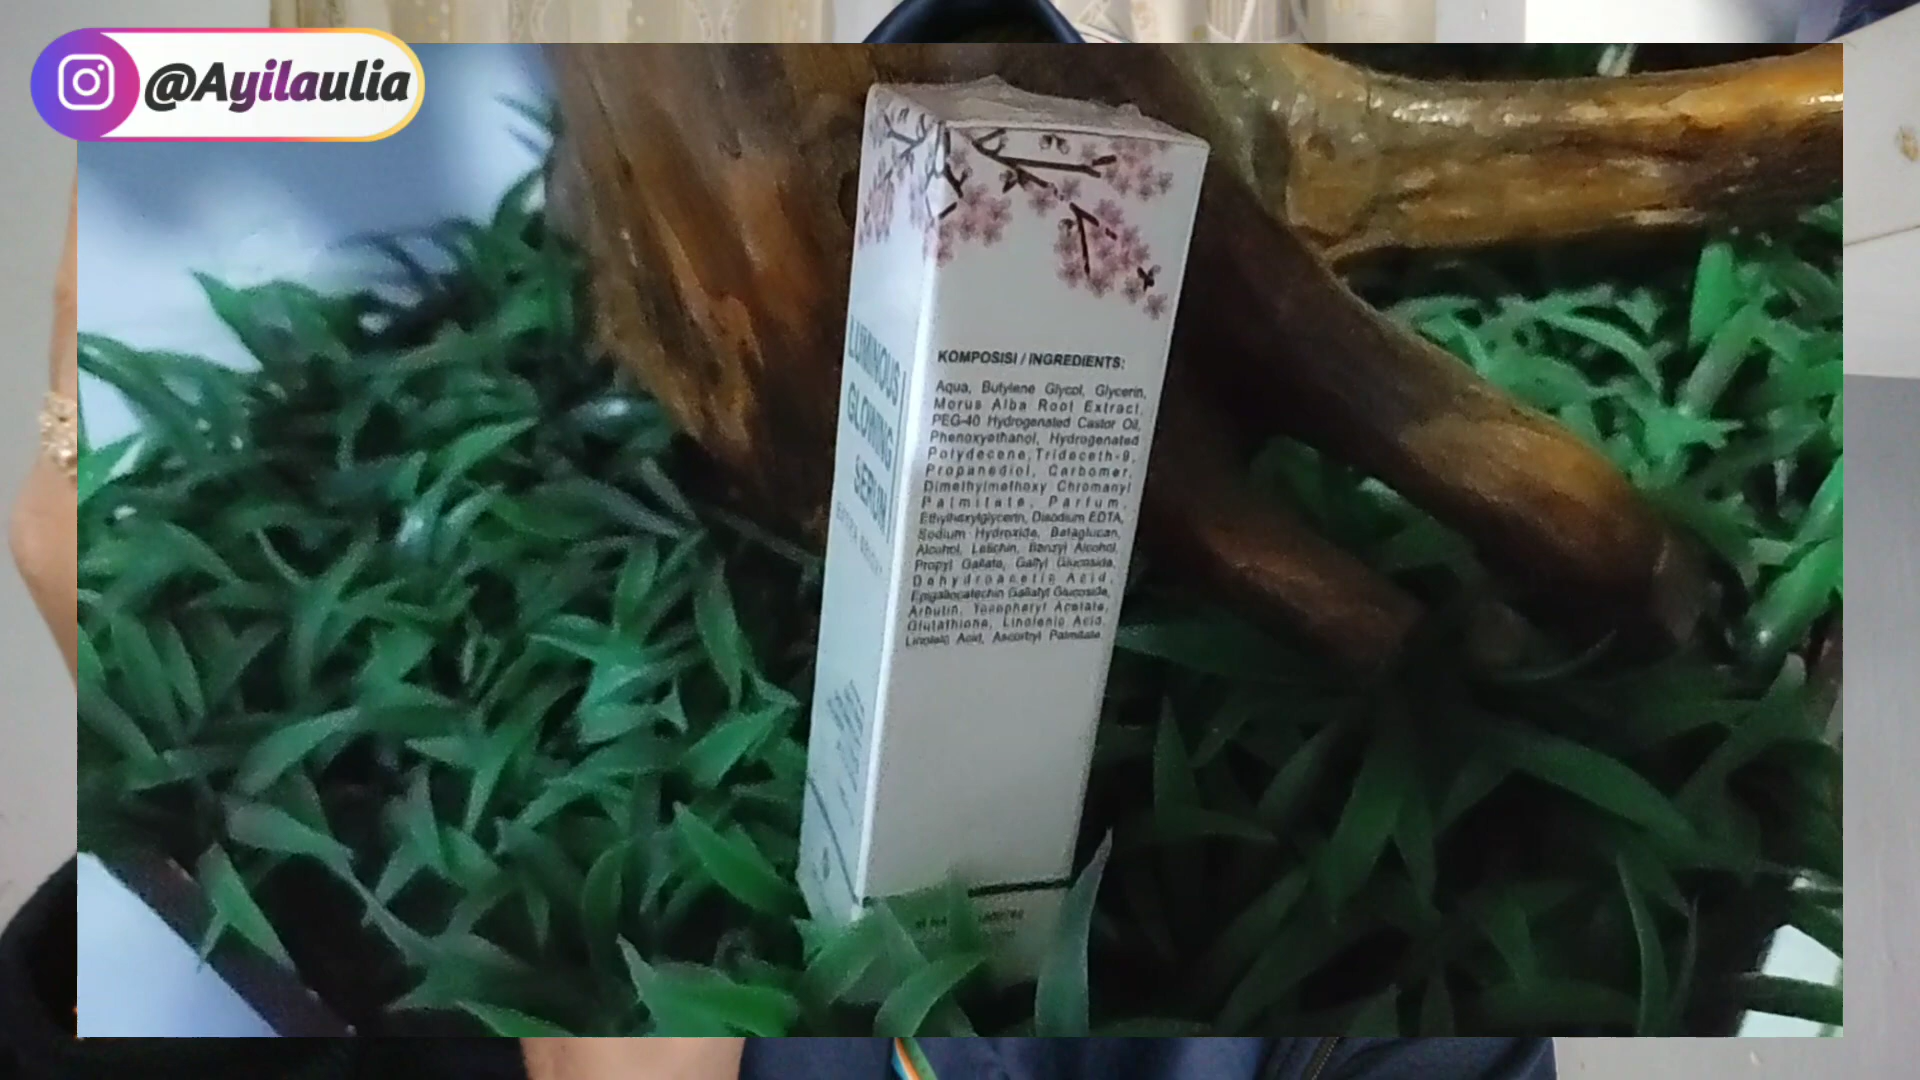 @Ayilaulia
LUMINOUS
GLOWING
SERUM
KOMPOSISI / INGREDIENTS:
Aqua, Butylene Glycol, Glycerin,
Morus Alba Root Extract,
PEG-40 Hydrogenated Castor Oil,
Phenoxyethanol, Hydrogenated
Polydecene, Trideceth-9,
Propanediol, Carbomer,
Dimethylmethoxy Chromanyl
Palmitate, Parfum,
Ethylhexylglycerin, Disodium EDTA,
Sodium Hydroxide, Betaglucan,
Alcohol, Lecithin, Benzyl Alcohol,
Propyl Gallate, Gallyl Glucoside,
Dehydroacetic Acid,
Epigallocatechin Gallatyl Glucoside,
Arbutin, Tocopheryl Acetate,
Glutathione, Linolenic Acid,
Linoleic Acid, Ascorbyl Palmitate